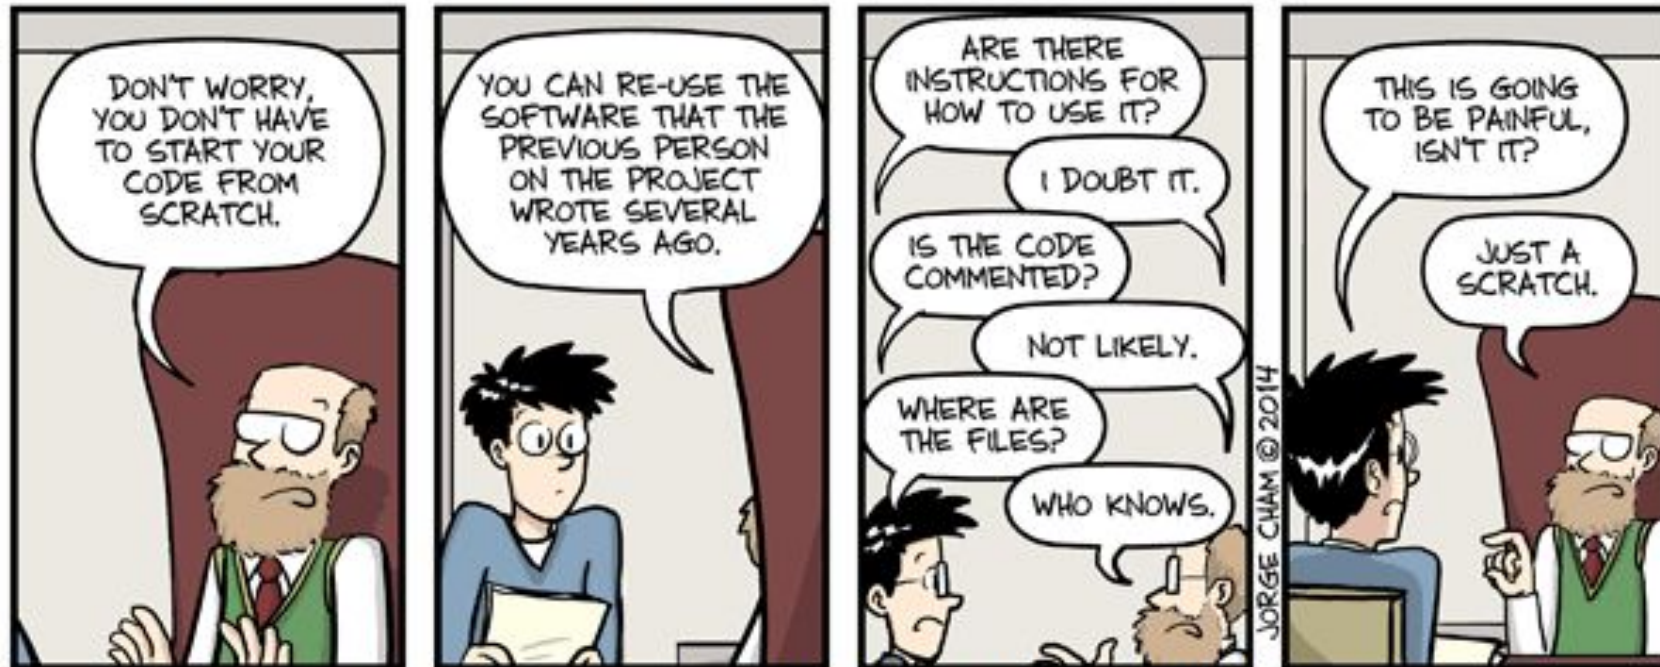 DON'T WORRY,
YOU DON'T HAVE
TO START YOUR
CODE FROM
SCRATCH.
YOU CAN RE-USE THE
SOFTWARE THAT THE
PREVIOUS PERSON
ON THE PROJECT
WROTE SEVERAL
YEARS AGO.
ARE THERE
INSTRUCTIONS FOR
HOW TO USE IT?
I DOUBT IT.
IS THE CODE
COMMENTED?
NOT LIKELY.
WHERE ARE
THE FILES?
WHO KNOWS.
JORGE CHAM © 2014
THIS IS GOING
TO BE PAINFUL,
ISN'T IT?
JUST A
SCRATCH.